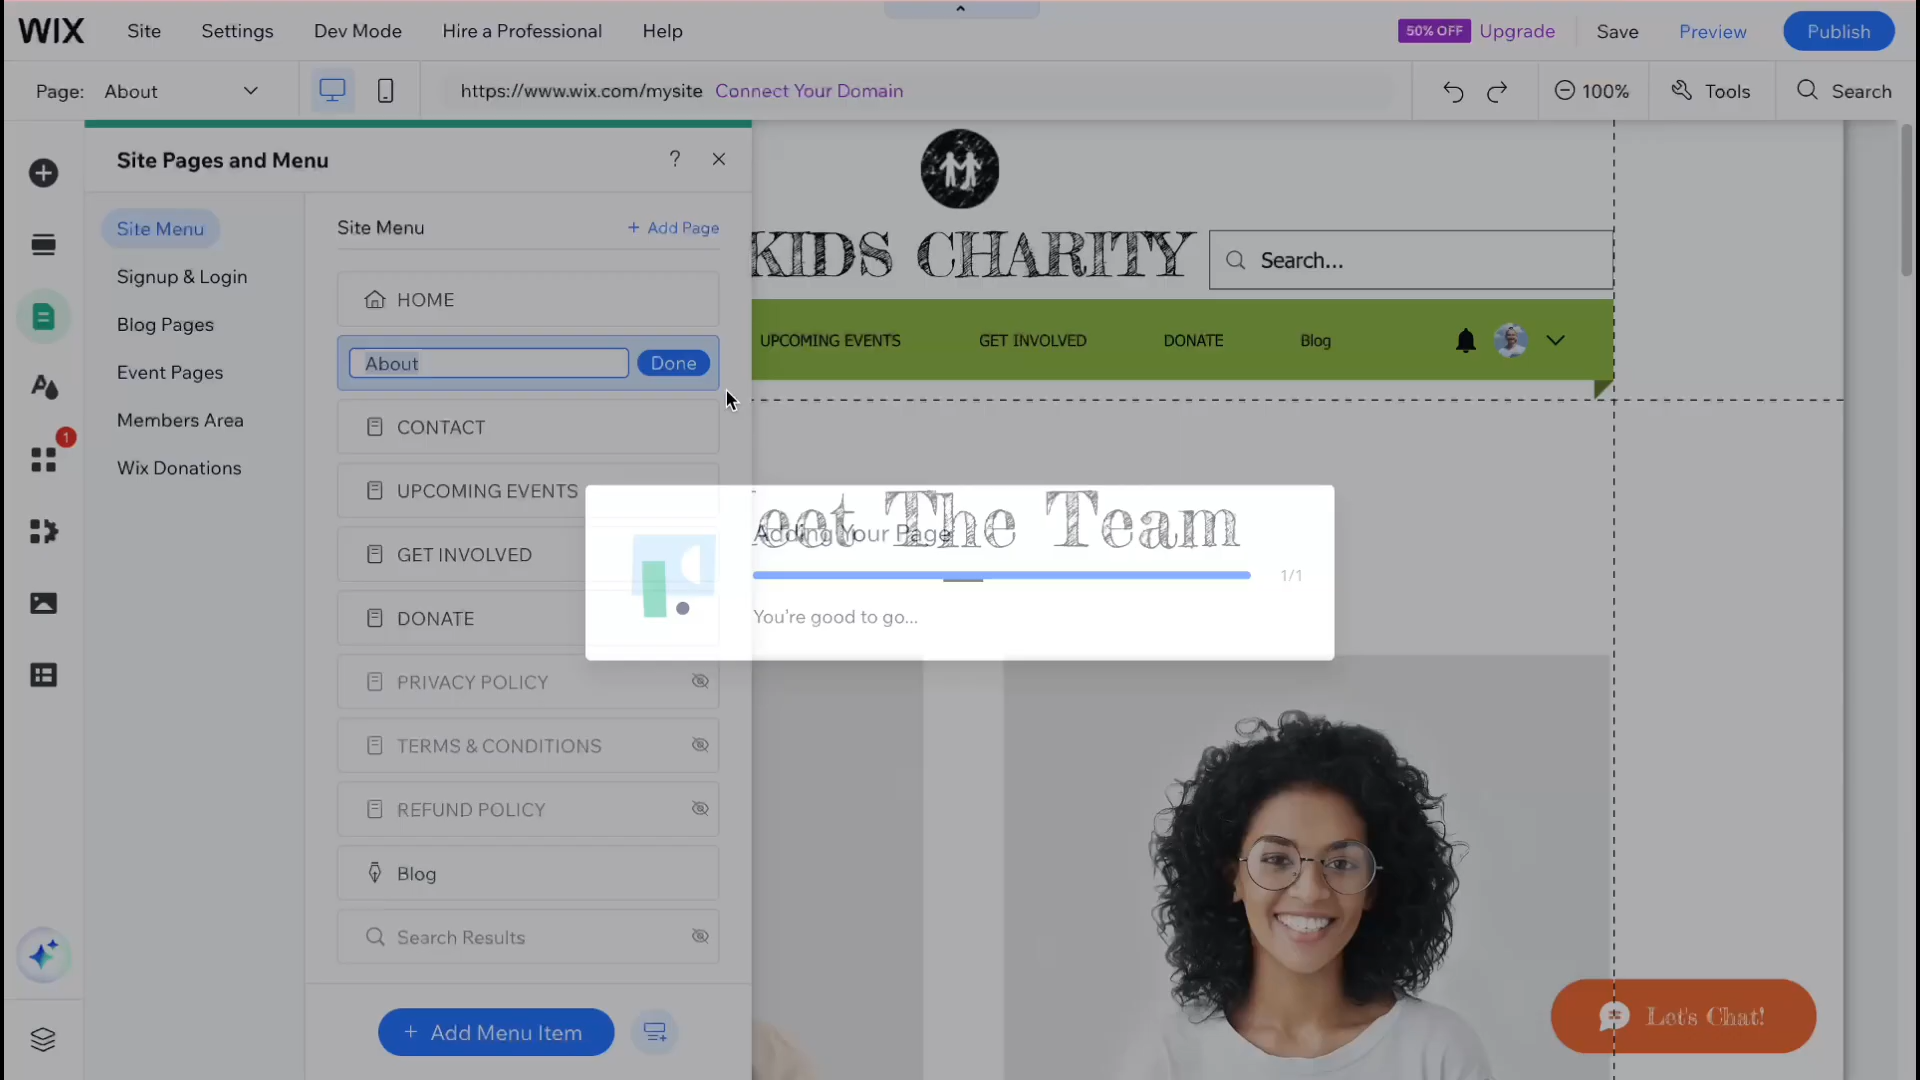 WIX Site Settings Dev Mode Hire a Professional Help 50% OFF Upgrade Save Preview Publish
Page: About https://www.wix.com/mysite Connect Your Domain 100% Tools Search
Site Pages and Menu ?
Site Menu
Signup & Login
Blog Pages
Event Pages
Members Area
Wix Donations
1
Site Menu + Add Page
HOME
About Done
CONTACT
UPCOMING EVENTS
GET INVOLVED
DONATE
PRIVACY POLICY
TERMS & CONDITIONS
REFUND POLICY
Blog
Search Results
+ Add Menu Item
KIDS CHARITY
Search...
UPCOMING EVENTS GET INVOLVED DONATE Blog
eet The Team
Adding Your Page
1/1
You're good to go...
Let's Chat!